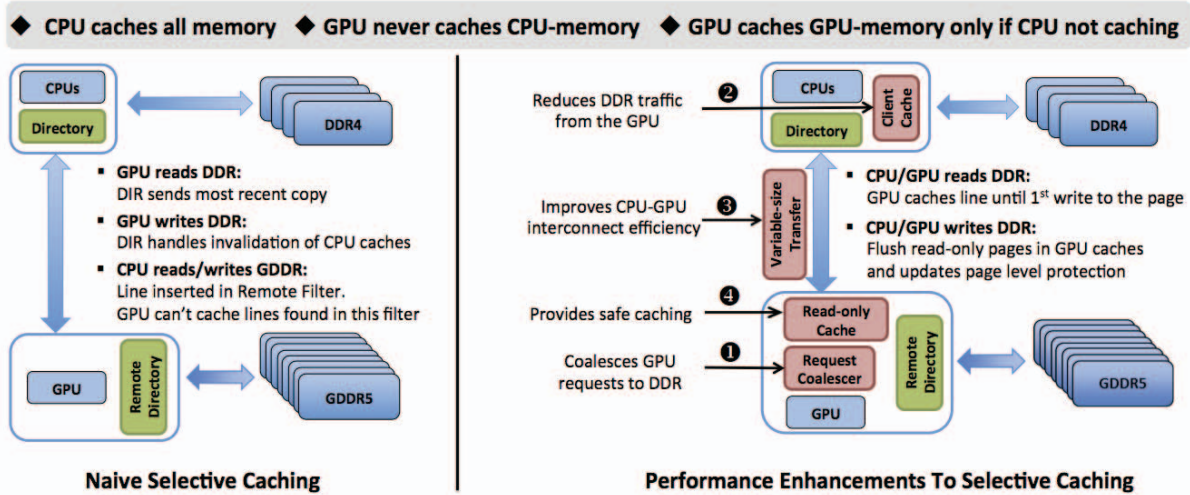 ◆ CPU caches all memory ◆ GPU never caches CPU-memory ◆ GPU caches GPU-memory only if CPU not caching
CPUs
Directory
DDR4
▪ GPU reads DDR:
DIR sends most recent copy
▪ GPU writes DDR:
DIR handles invalidation of CPU caches
▪ CPU reads/writes GDDR:
Line inserted in Remote Filter.
GPU can't cache lines found in this filter
GPU
Remote
Directory
GDDR5
Naive Selective Caching
Reduces DDR traffic
from the GPU
❷
CPUs
Directory
Client
Cache
DDR4
Improves CPU-GPU
interconnect efficiency
❸
Variable-size
Transfer
▪ CPU/GPU reads DDR:
GPU caches line until 1st write to the page
▪ CPU/GPU writes DDR:
Flush read-only pages in GPU caches
and updates page level protection
Provides safe caching
❹
Read-only
Cache
Coalesces GPU
requests to DDR
❶
Request
Coalescer
GPU
Remote
Directory
GDDR5
Performance Enhancements To Selective Caching